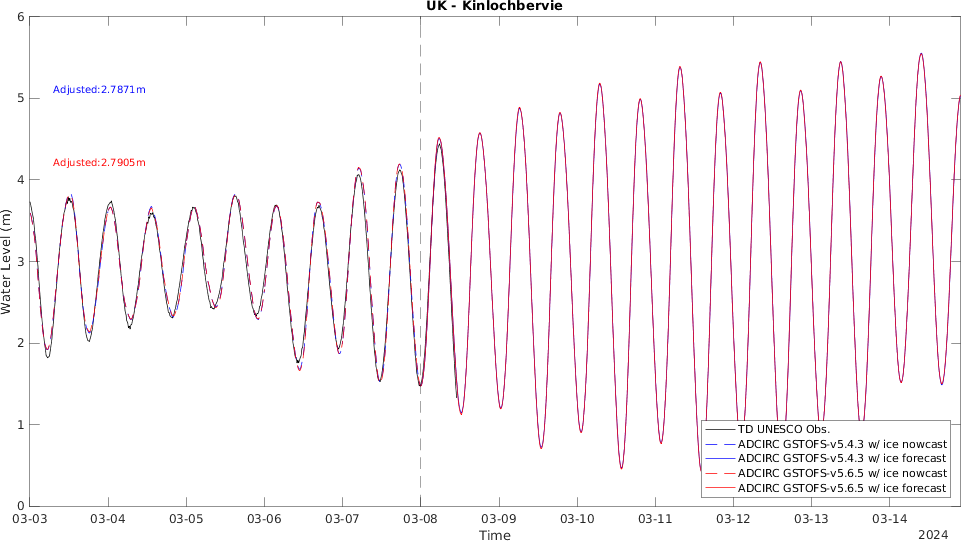 UK - Kinlochbervie
6
5
4
3
2
1
0
Water Level (m)
Adjusted:2.7871m
Adjusted:2.7905m
TD UNESCO Obs.
ADCIRC GSTOFS-v5.4.3 w/ ice nowcast
ADCIRC GSTOFS-v5.4.3 w/ ice forecast
ADCIRC GSTOFS-v5.6.5 w/ ice nowcast
ADCIRC GSTOFS-v5.6.5 w/ ice forecast
03-03 03-04 03-05 03-06 03-07 03-08 03-09 03-10 03-11 03-12 03-13 03-14
Time
2024